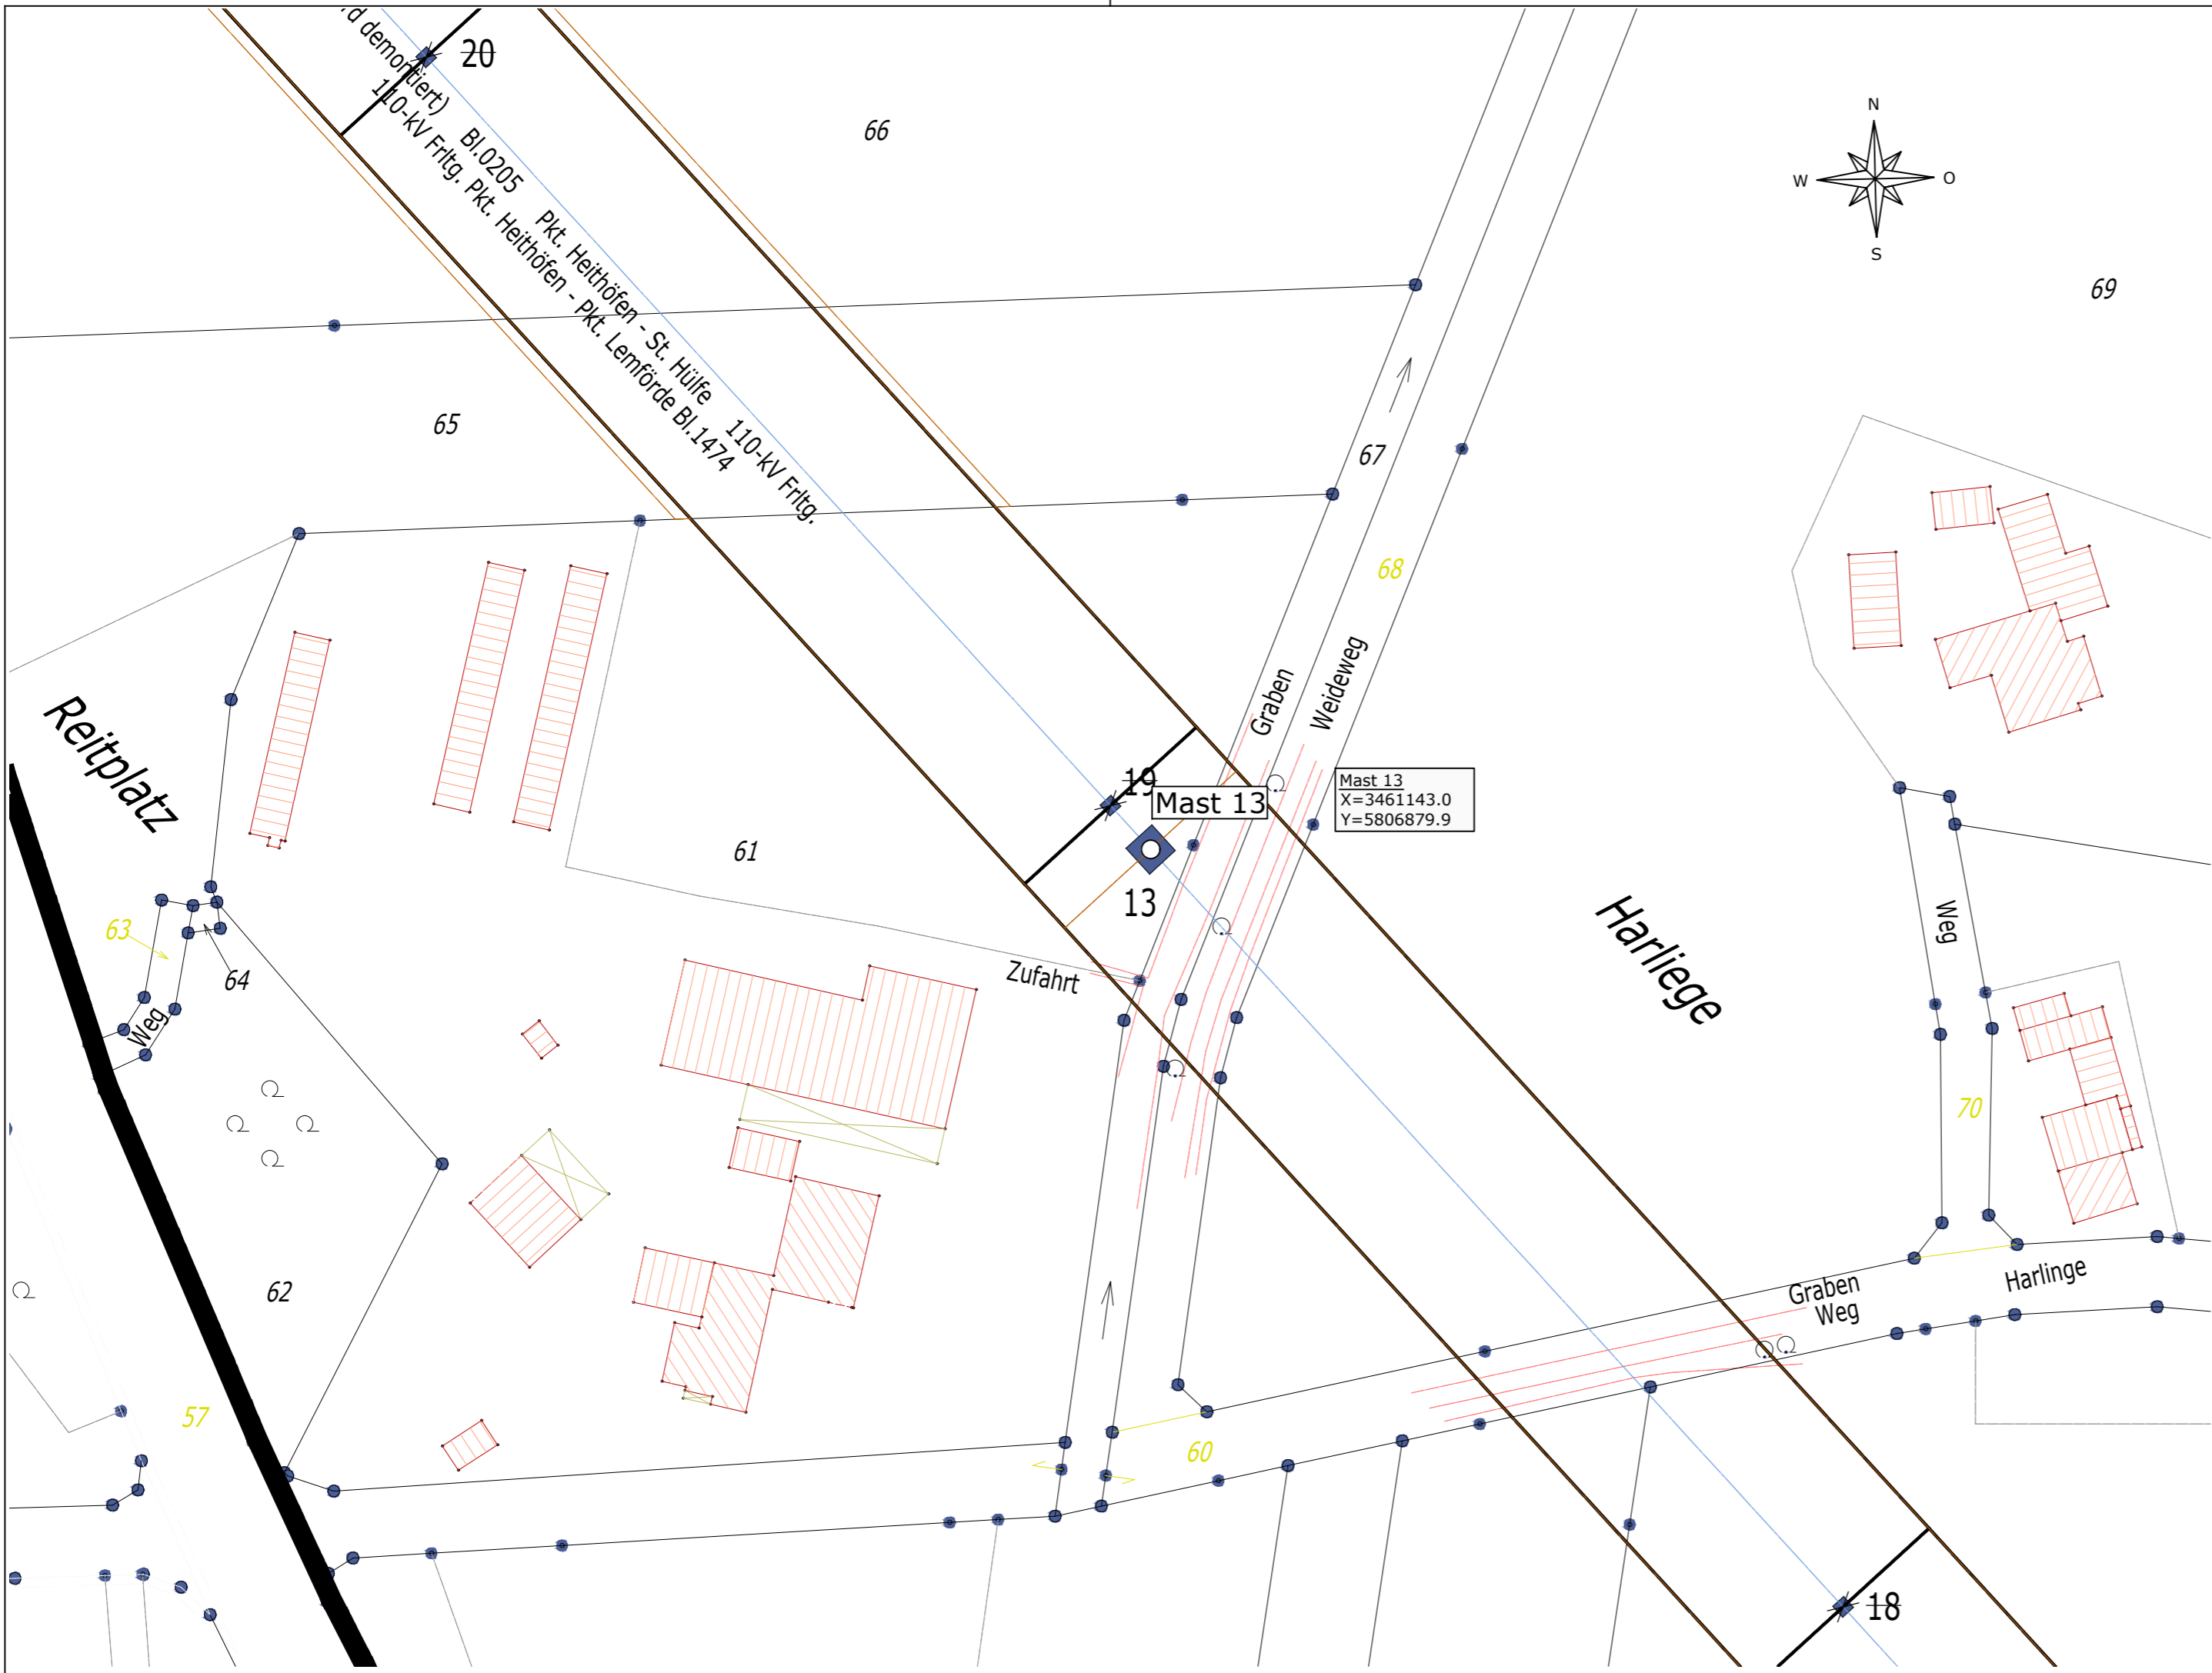 20
demontiert) Bl.0205 Pkt. Heithöfen - St. Hülfe 110-kV Frltg.
110-kV Frltg. Pkt. Heithöfen - Pkt. Lemförde Bl.1474
66
N
W
O
S
69
65
67
68
Graben
Weideweg
Reitplatz
19
Mast 13
Mast 13
X=3461143.0
Y=5806879.9
61
13
Harliege
Weg
63
64
Weg
Zufahrt
70
62
Graben
Weg
Harlinge
57
60
18